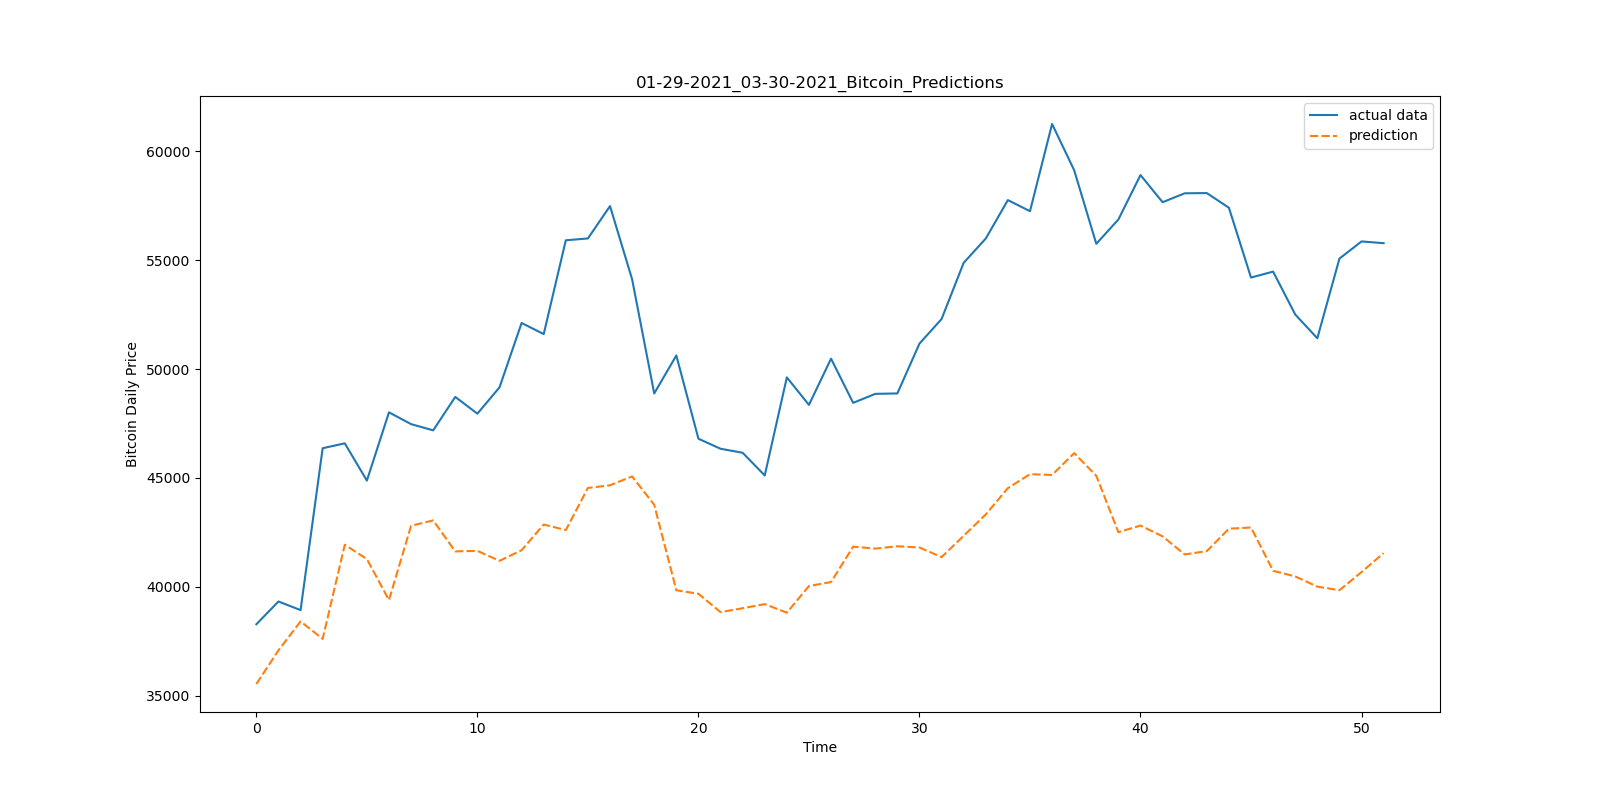 01-29-2021_03-30-2021_Bitcoin_Predictions
actual data
prediction
60000
55000
50000
45000
40000
35000
Bitcoin Daily Price
0 10 20 30 40 50
Time